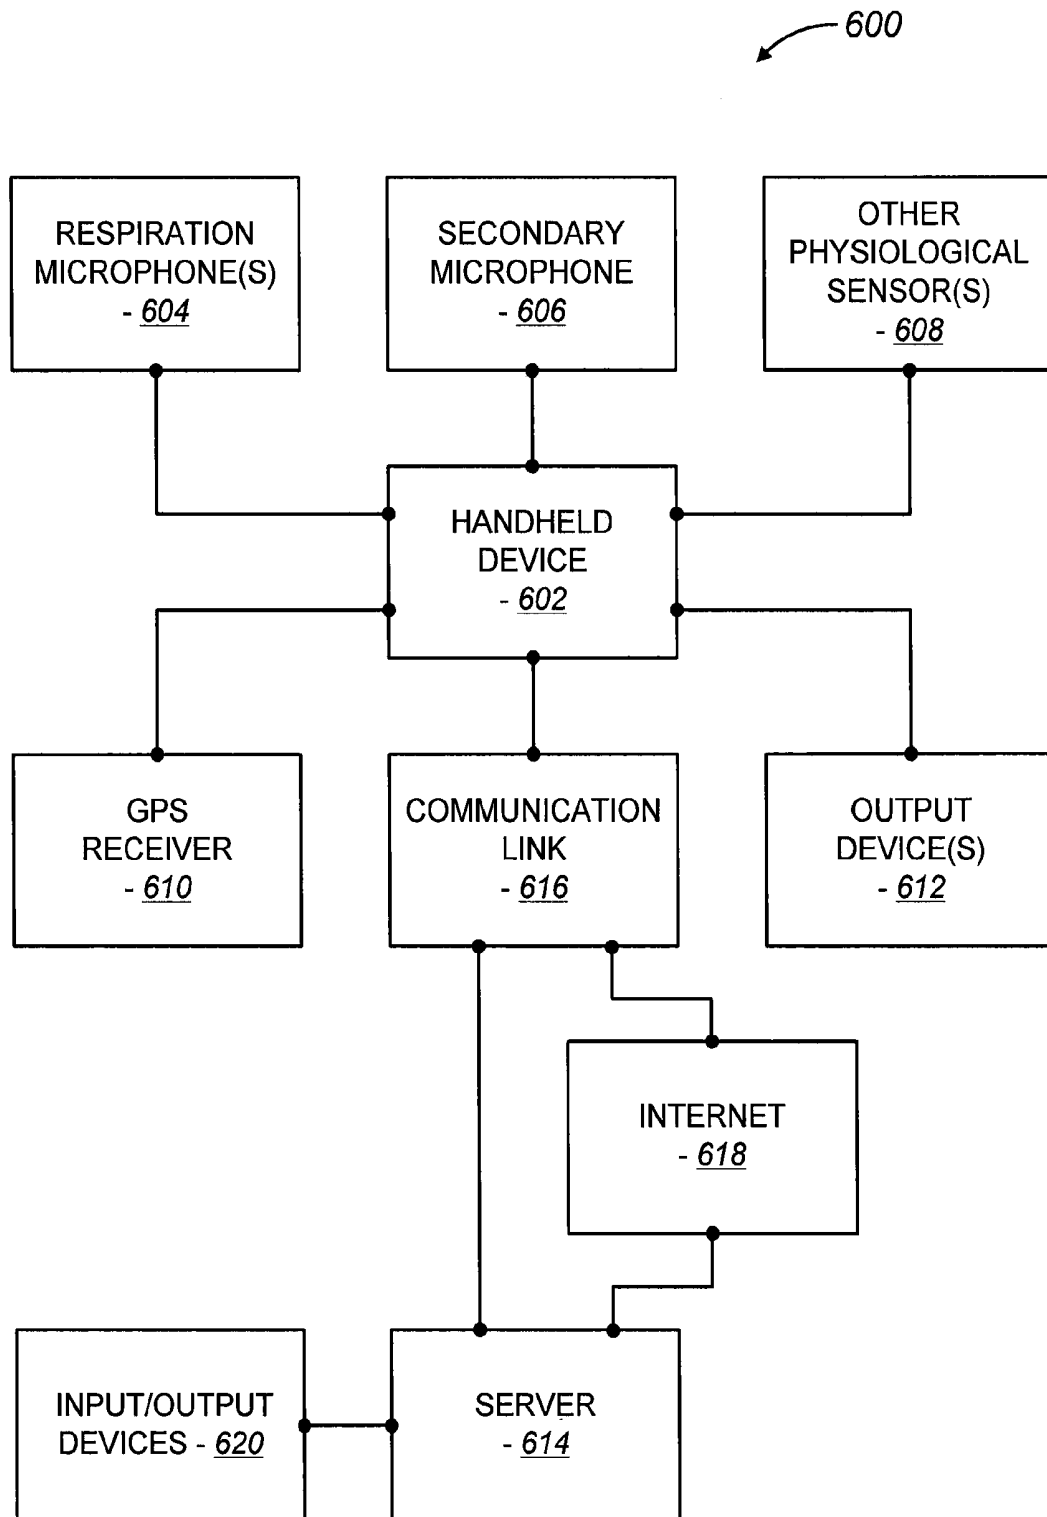 600
RESPIRATION
MICROPHONE(S)
- 604
SECONDARY
MICROPHONE
- 606
OTHER
PHYSIOLOGICAL
SENSOR(S)
- 608
HANDHELD
DEVICE
- 602
GPS
RECEIVER
- 610
COMMUNICATION
LINK
- 616
OUTPUT
DEVICE(S)
- 612
INTERNET
- 618
INPUT/OUTPUT
DEVICES - 620
SERVER
- 614